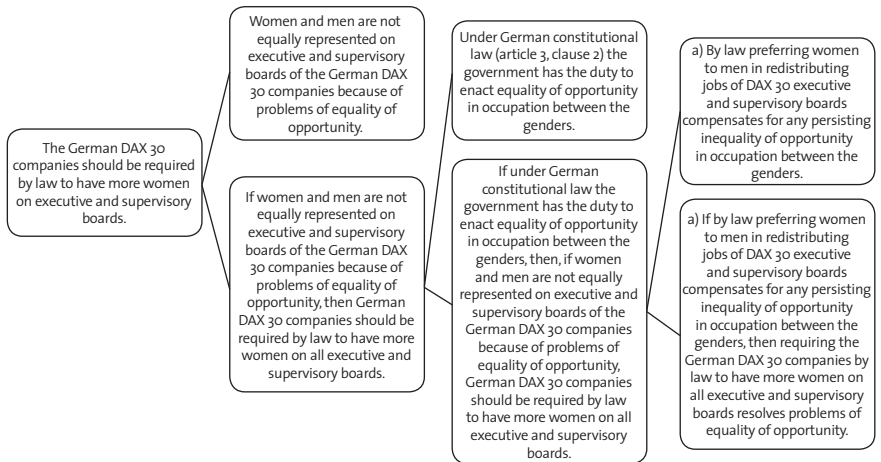 The German DAX 30
companies should be required
by law to have more women
on executive and supervisory
boards.
Women and men are not
equally represented on
executive and supervisory
boards of the German DAX
30 companies because of
problems of equality of
opportunity.
If women and men are not
equally represented on
executive and supervisory
boards of the German DAX
30 companies because of
problems of equality of
opportunity, then German
DAX 30 companies should be
required by law to have more
women on all executive and
supervisory boards.
Under German constitutional
law (article 3, clause 2) the
government has the duty to
enact equality of opportunity
in occupation between the
genders.
If under German
constitutional law the
government has the duty to
enact equality of opportunity
in occupation between the
genders, then, if women
and men are not equally
represented on executive and
supervisory boards of the
German DAX 30 companies
because of problems of
equality of opportunity,
German DAX 30 companies
should be required by law
to have more women on all
executive and supervisory
boards.
a) By law preferring women
to men in redistributing
jobs of DAX 30 executive
and supervisory boards
compensates for any persisting
inequality of opportunity
in occupation between the
genders.
a) If by law preferring women
to men in redistributing
jobs of DAX 30 executive
and supervisory boards
compensates for any persisting
inequality of opportunity
in occupation between the
genders, then requiring the
German DAX 30 companies by
law to have more women on
all executive and supervisory
boards resolves problems of
equality of opportunity.